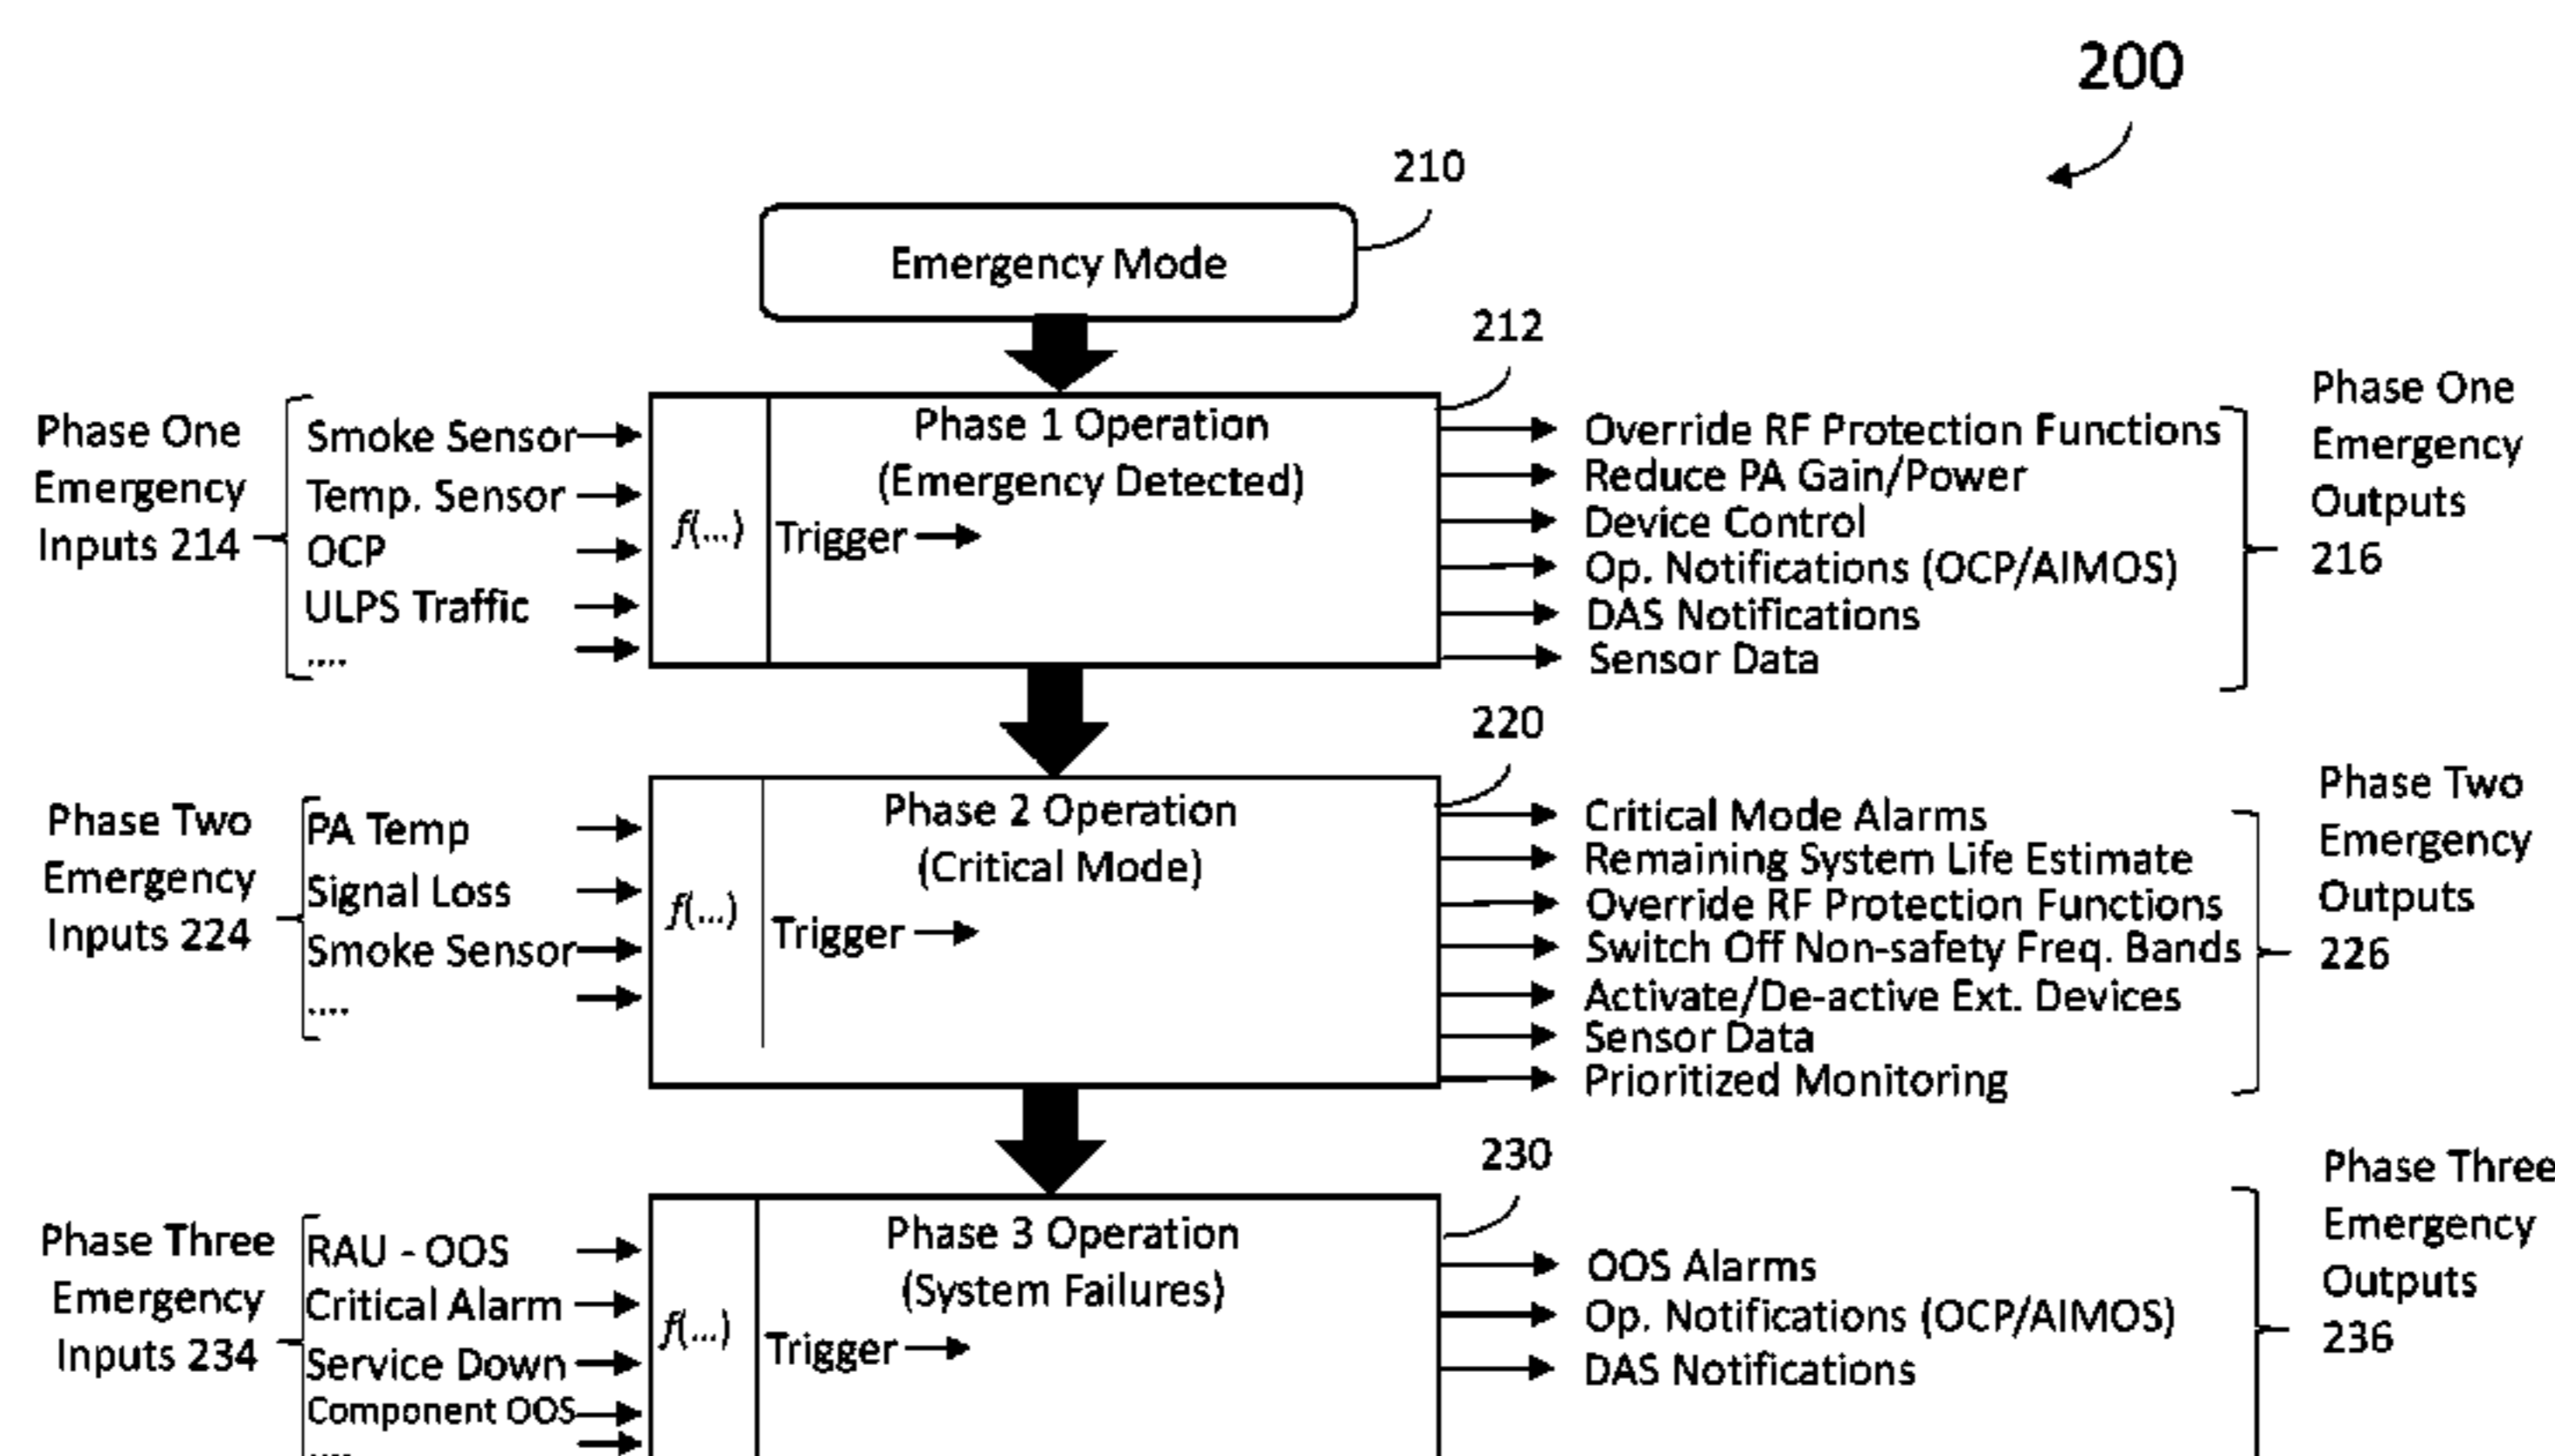 200
210
Emergency Mode
212
Phase One
Emergency
Inputs 214
Smoke Sensor
Temp. Sensor
OCP
ULPS Traffic
....
f(...)
Phase 1 Operation
(Emergency Detected)
Trigger
Override RF Protection Functions
Reduce PA Gain/Power
Device Control
Op. Notifications (OCP/AIMOS)
DAS Notifications
Sensor Data
Phase One
Emergency
Outputs
216
220
Phase Two
Emergency
Inputs 224
PA Temp
Signal Loss
Smoke Sensor
....
f(...)
Phase 2 Operation
(Critical Mode)
Trigger
Critical Mode Alarms
Remaining System Life Estimate
Override RF Protection Functions
Switch Off Non-safety Freq. Bands
Activate/De-active Ext. Devices
Sensor Data
Prioritized Monitoring
Phase Two
Emergency
Outputs
226
230
Phase Three
Emergency
Inputs 234
RAU - OOS
Critical Alarm
Service Down
Component OOS
....
f(...)
Phase 3 Operation
(System Failures)
Trigger
OOS Alarms
Op. Notifications (OCP/AIMOS)
DAS Notifications
Phase Three
Emergency
Outputs
236